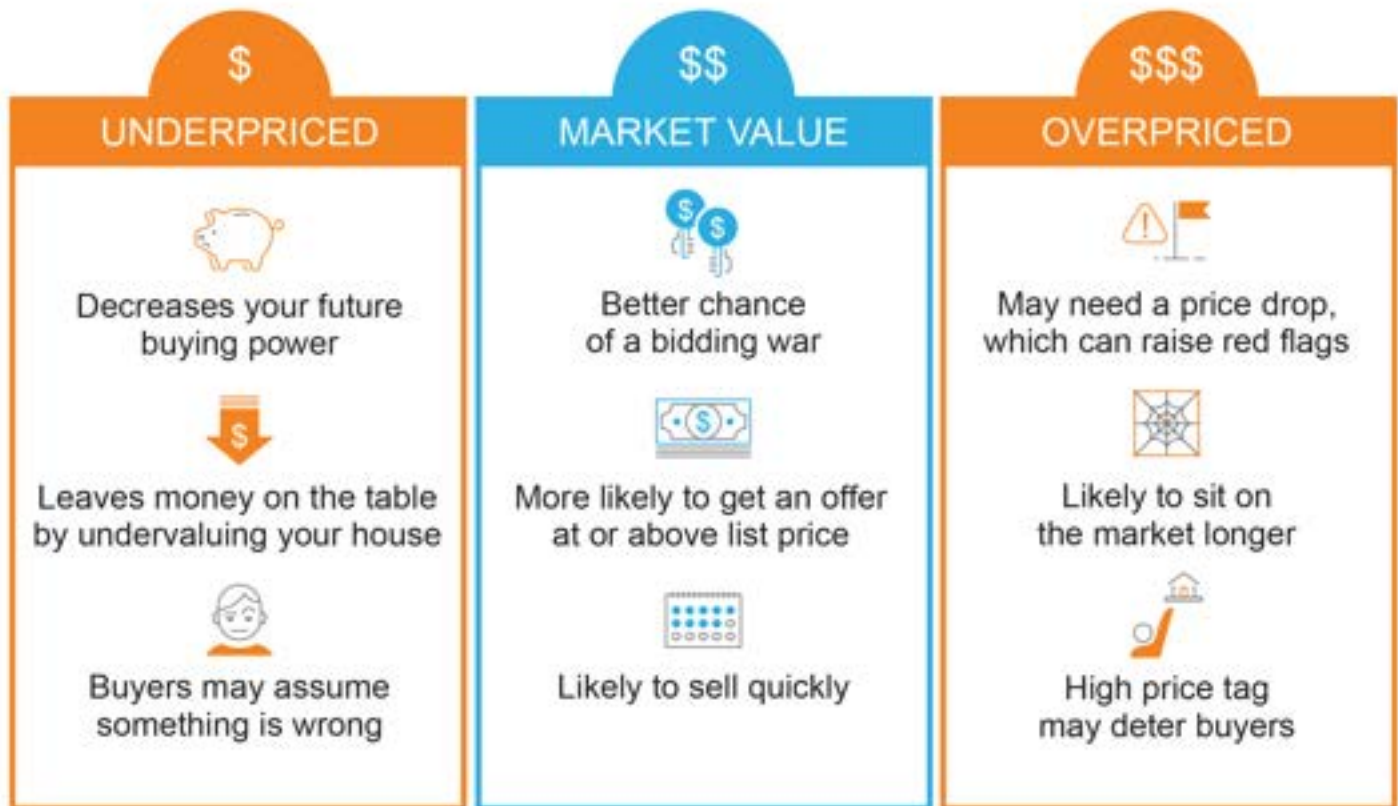 $
UNDERPRICED
Decreases your future
buying power
$
Leaves money on the table
by undervaluing your house
Buyers may assume
something is wrong
$$
MARKET VALUE
$
$
Better chance
of a bidding war
$
More likely to get an offer
at or above list price
Likely to sell quickly
$$$
OVERPRICED
!
May need a price drop,
which can raise red flags
Likely to sit on
the market longer
High price tag
may deter buyers